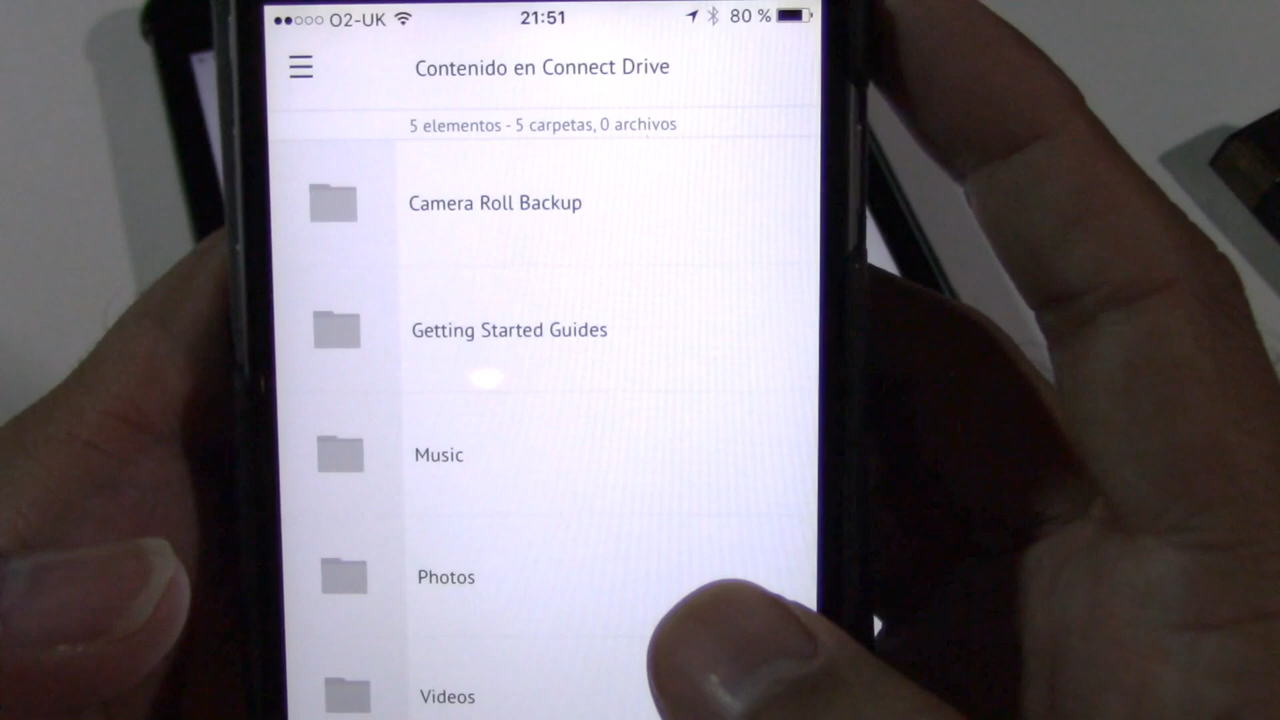 O2-UK 21:51 80 %
Contenido en Connect Drive
5 elementos - 5 carpetas, 0 archivos
Camera Roll Backup
Getting Started Guides
Music
Photos
Videos